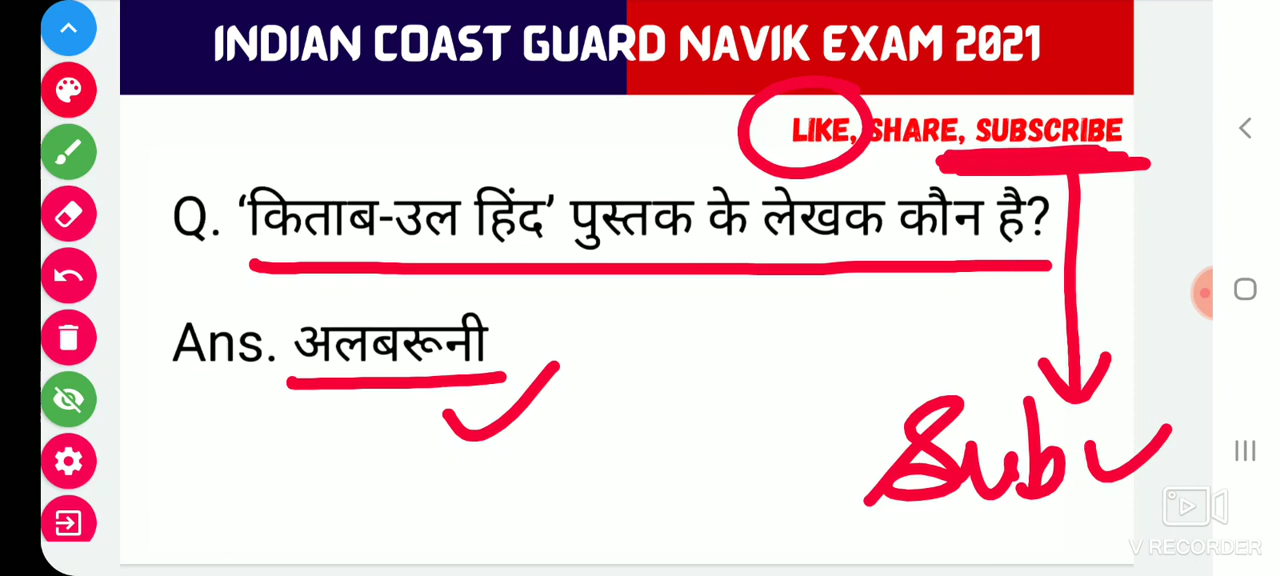 INDIAN COAST GUARD NAVIK EXAM 2021
LIKE, SHARE, SUBSCRIBE
Q. ‘किताब-उल हिंद’ पुस्तक के लेखक कौन है?
Ans. अलबरूनी
Sub
V RECORDER